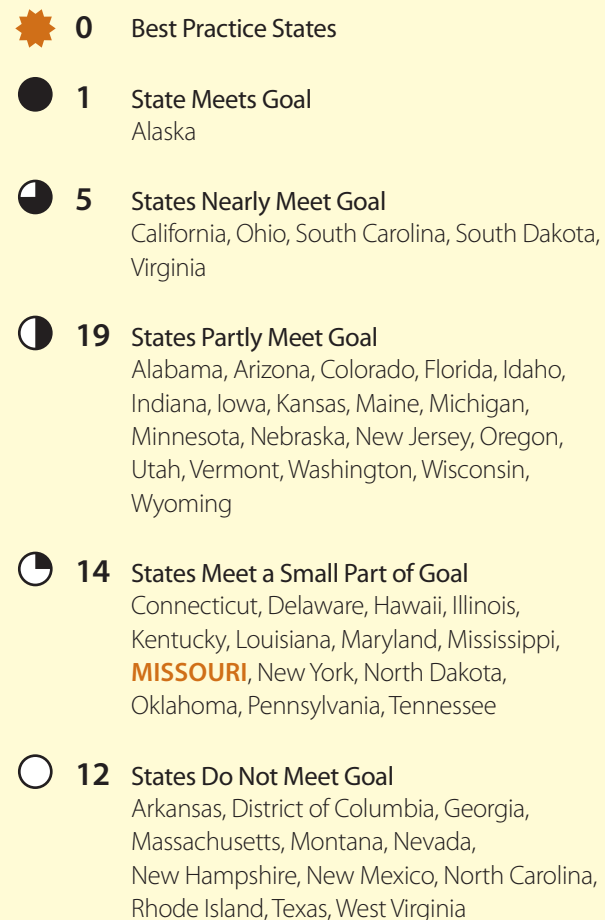 0 Best Practice States
1 State Meets Goal
Alaska
5 States Nearly Meet Goal
California, Ohio, South Carolina, South Dakota,
Virginia
19 States Partly Meet Goal
Alabama, Arizona, Colorado, Florida, Idaho,
Indiana, Iowa, Kansas, Maine, Michigan,
Minnesota, Nebraska, New Jersey, Oregon,
Utah, Vermont, Washington, Wisconsin,
Wyoming
14 States Meet a Small Part of Goal
Connecticut, Delaware, Hawaii, Illinois,
Kentucky, Louisiana, Maryland, Mississippi,
MISSOURI, New York, North Dakota,
Oklahoma, Pennsylvania, Tennessee
12 States Do Not Meet Goal
Arkansas, District of Columbia, Georgia,
Massachusetts, Montana, Nevada,
New Hampshire, New Mexico, North Carolina,
Rhode Island, Texas, West Virginia